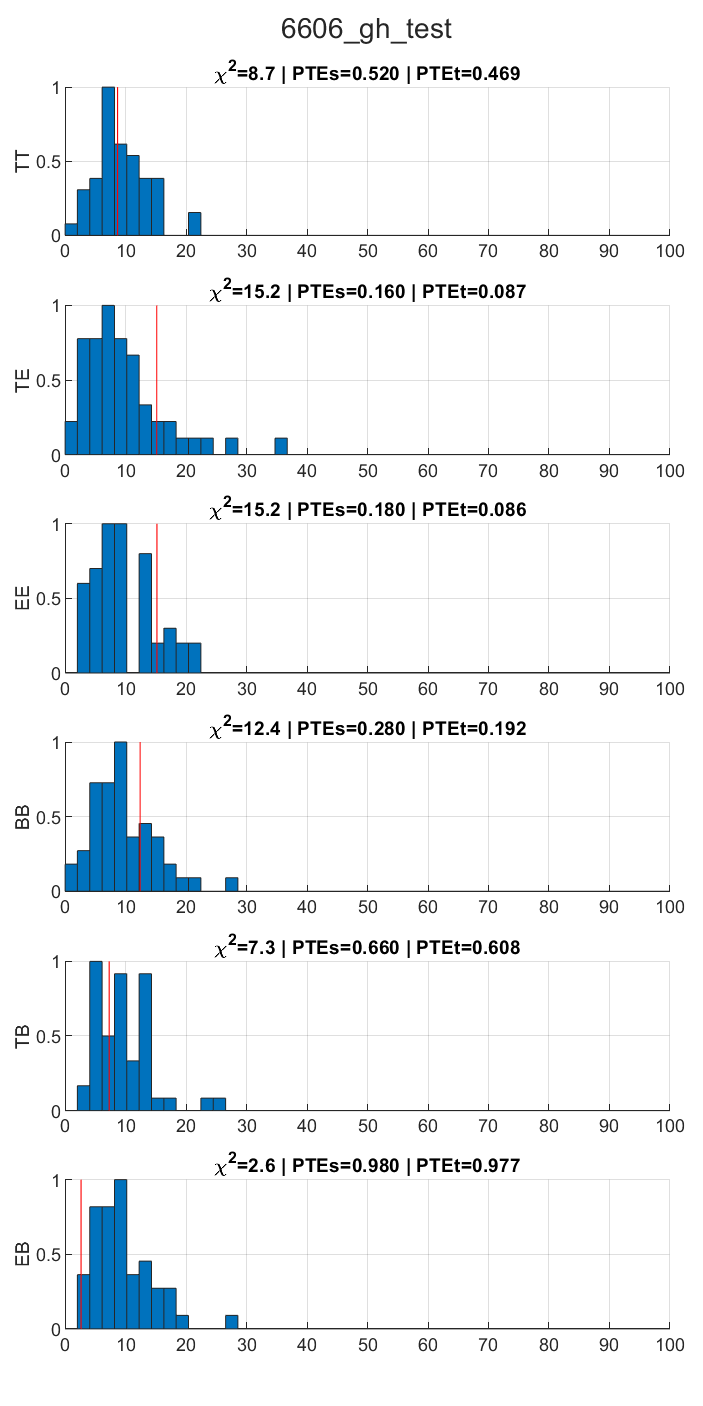 6606_gh_test
χ²=8.7 | PTEs=0.520 | PTEt=0.469
1
0.5
0
TT
0 10 20 30 40 50 60 70 80 90 100
χ²=15.2 | PTEs=0.160 | PTEt=0.087
1
0.5
0
TE
0 10 20 30 40 50 60 70 80 90 100
χ²=15.2 | PTEs=0.180 | PTEt=0.086
1
0.5
0
EE
0 10 20 30 40 50 60 70 80 90 100
χ²=12.4 | PTEs=0.280 | PTEt=0.192
1
0.5
0
BB
0 10 20 30 40 50 60 70 80 90 100
χ²=7.3 | PTEs=0.660 | PTEt=0.608
1
0.5
0
TB
0 10 20 30 40 50 60 70 80 90 100
χ²=2.6 | PTEs=0.980 | PTEt=0.977
1
0.5
0
EB
0 10 20 30 40 50 60 70 80 90 100